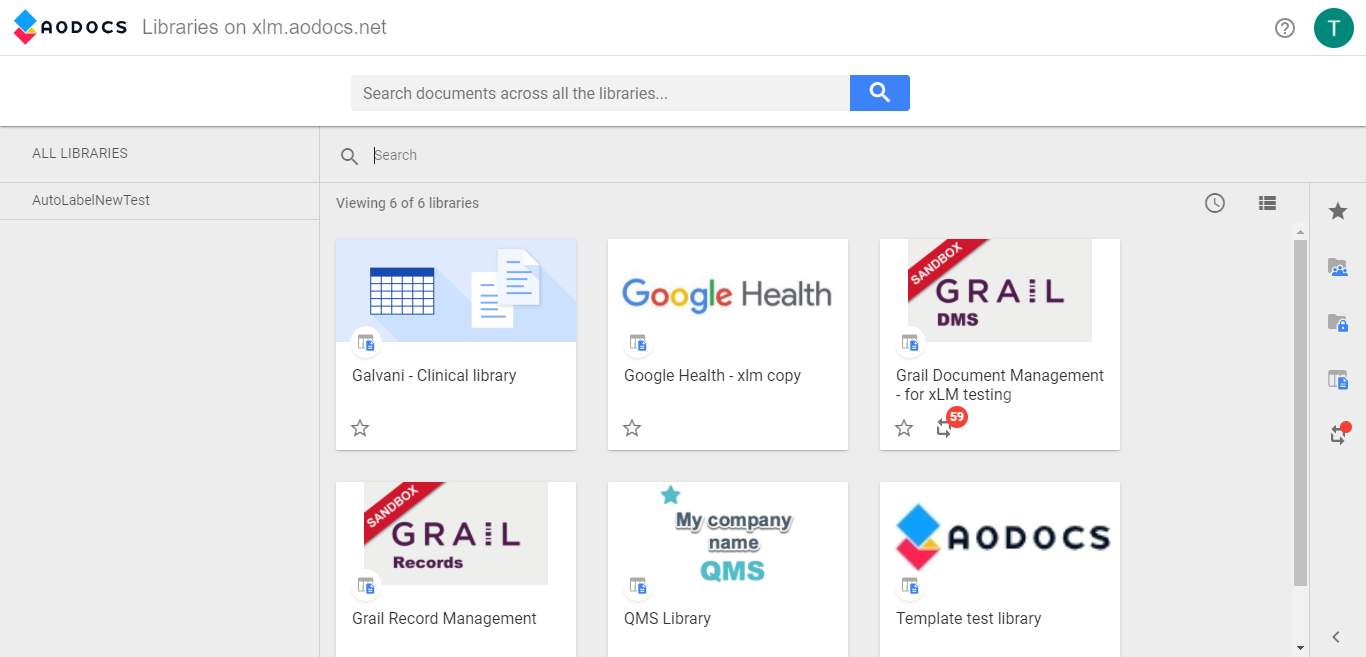 AODOCS Libraries on xlm.aodocs.net
T
Search documents across all the libraries...
ALL LIBRARIES
Search
AutoLabelNewTest
Viewing 6 of 6 libraries
Galvani - Clinical library
Google Health
Google Health - xlm copy
SANDBOX
GRAIL
DMS
Grail Document Management
- for xLM testing
59
SANDBOX
GRAIL
Records
Grail Record Management
My company
name
QMS
QMS Library
AODOCS
Template test library